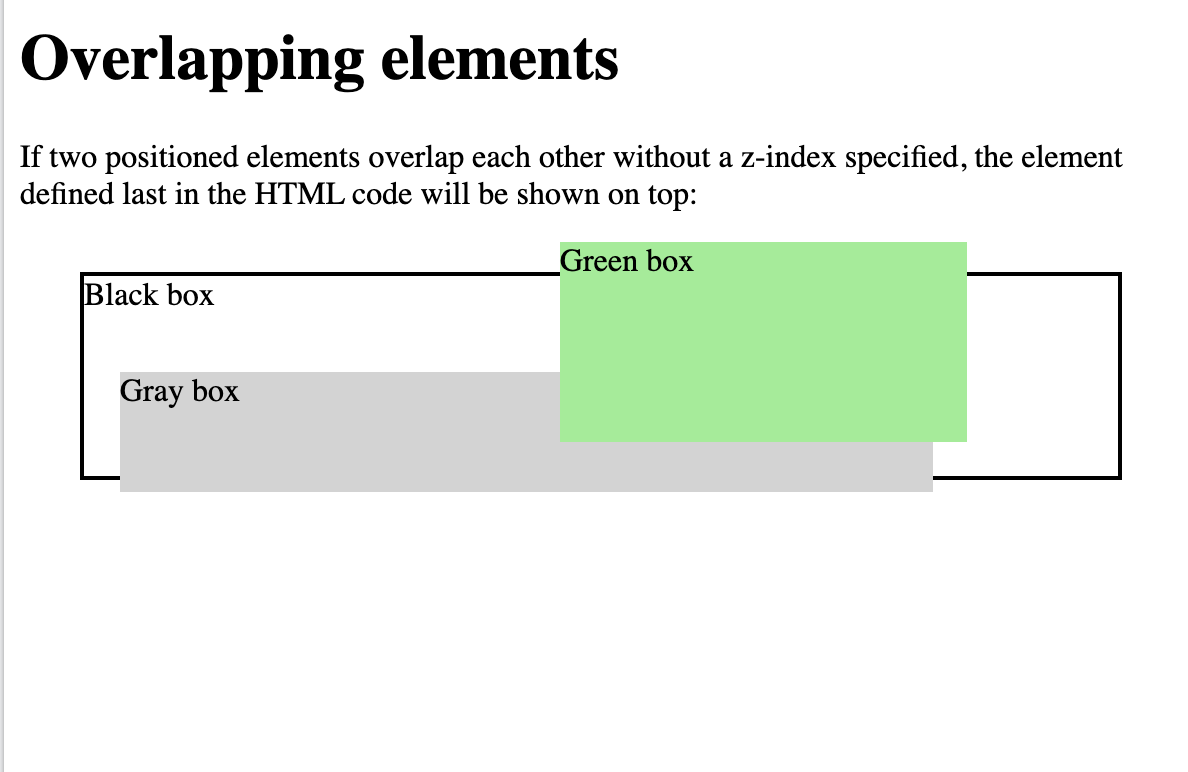 Overlapping elements
If two positioned elements overlap each other without a z-index specified, the element
defined last in the HTML code will be shown on top:
Green box
Black box
Gray box